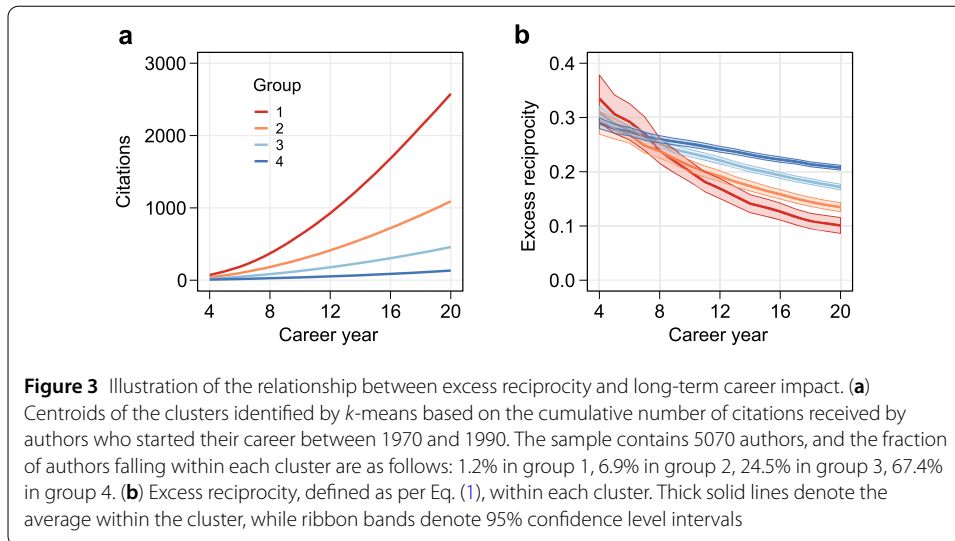 a
b
3000
2000
1000
0
Citations
Group
1
2
3
4
4
8
12
16
20
Career year
0.4
0.3
0.2
0.1
0.0
Excess reciprocity
4
8
12
16
20
Career year
Figure 3 Illustration of the relationship between excess reciprocity and long-term career impact. (a)
Centroids of the clusters identified by k-means based on the cumulative number of citations received by
authors who started their career between 1970 and 1990. The sample contains 5070 authors, and the fraction
of authors falling within each cluster are as follows: 1.2% in group 1, 6.9% in group 2, 24.5% in group 3, 67.4%
in group 4. (b) Excess reciprocity, defined as per Eq. (1), within each cluster. Thick solid lines denote the
average within the cluster, while ribbon bands denote 95% confidence level intervals